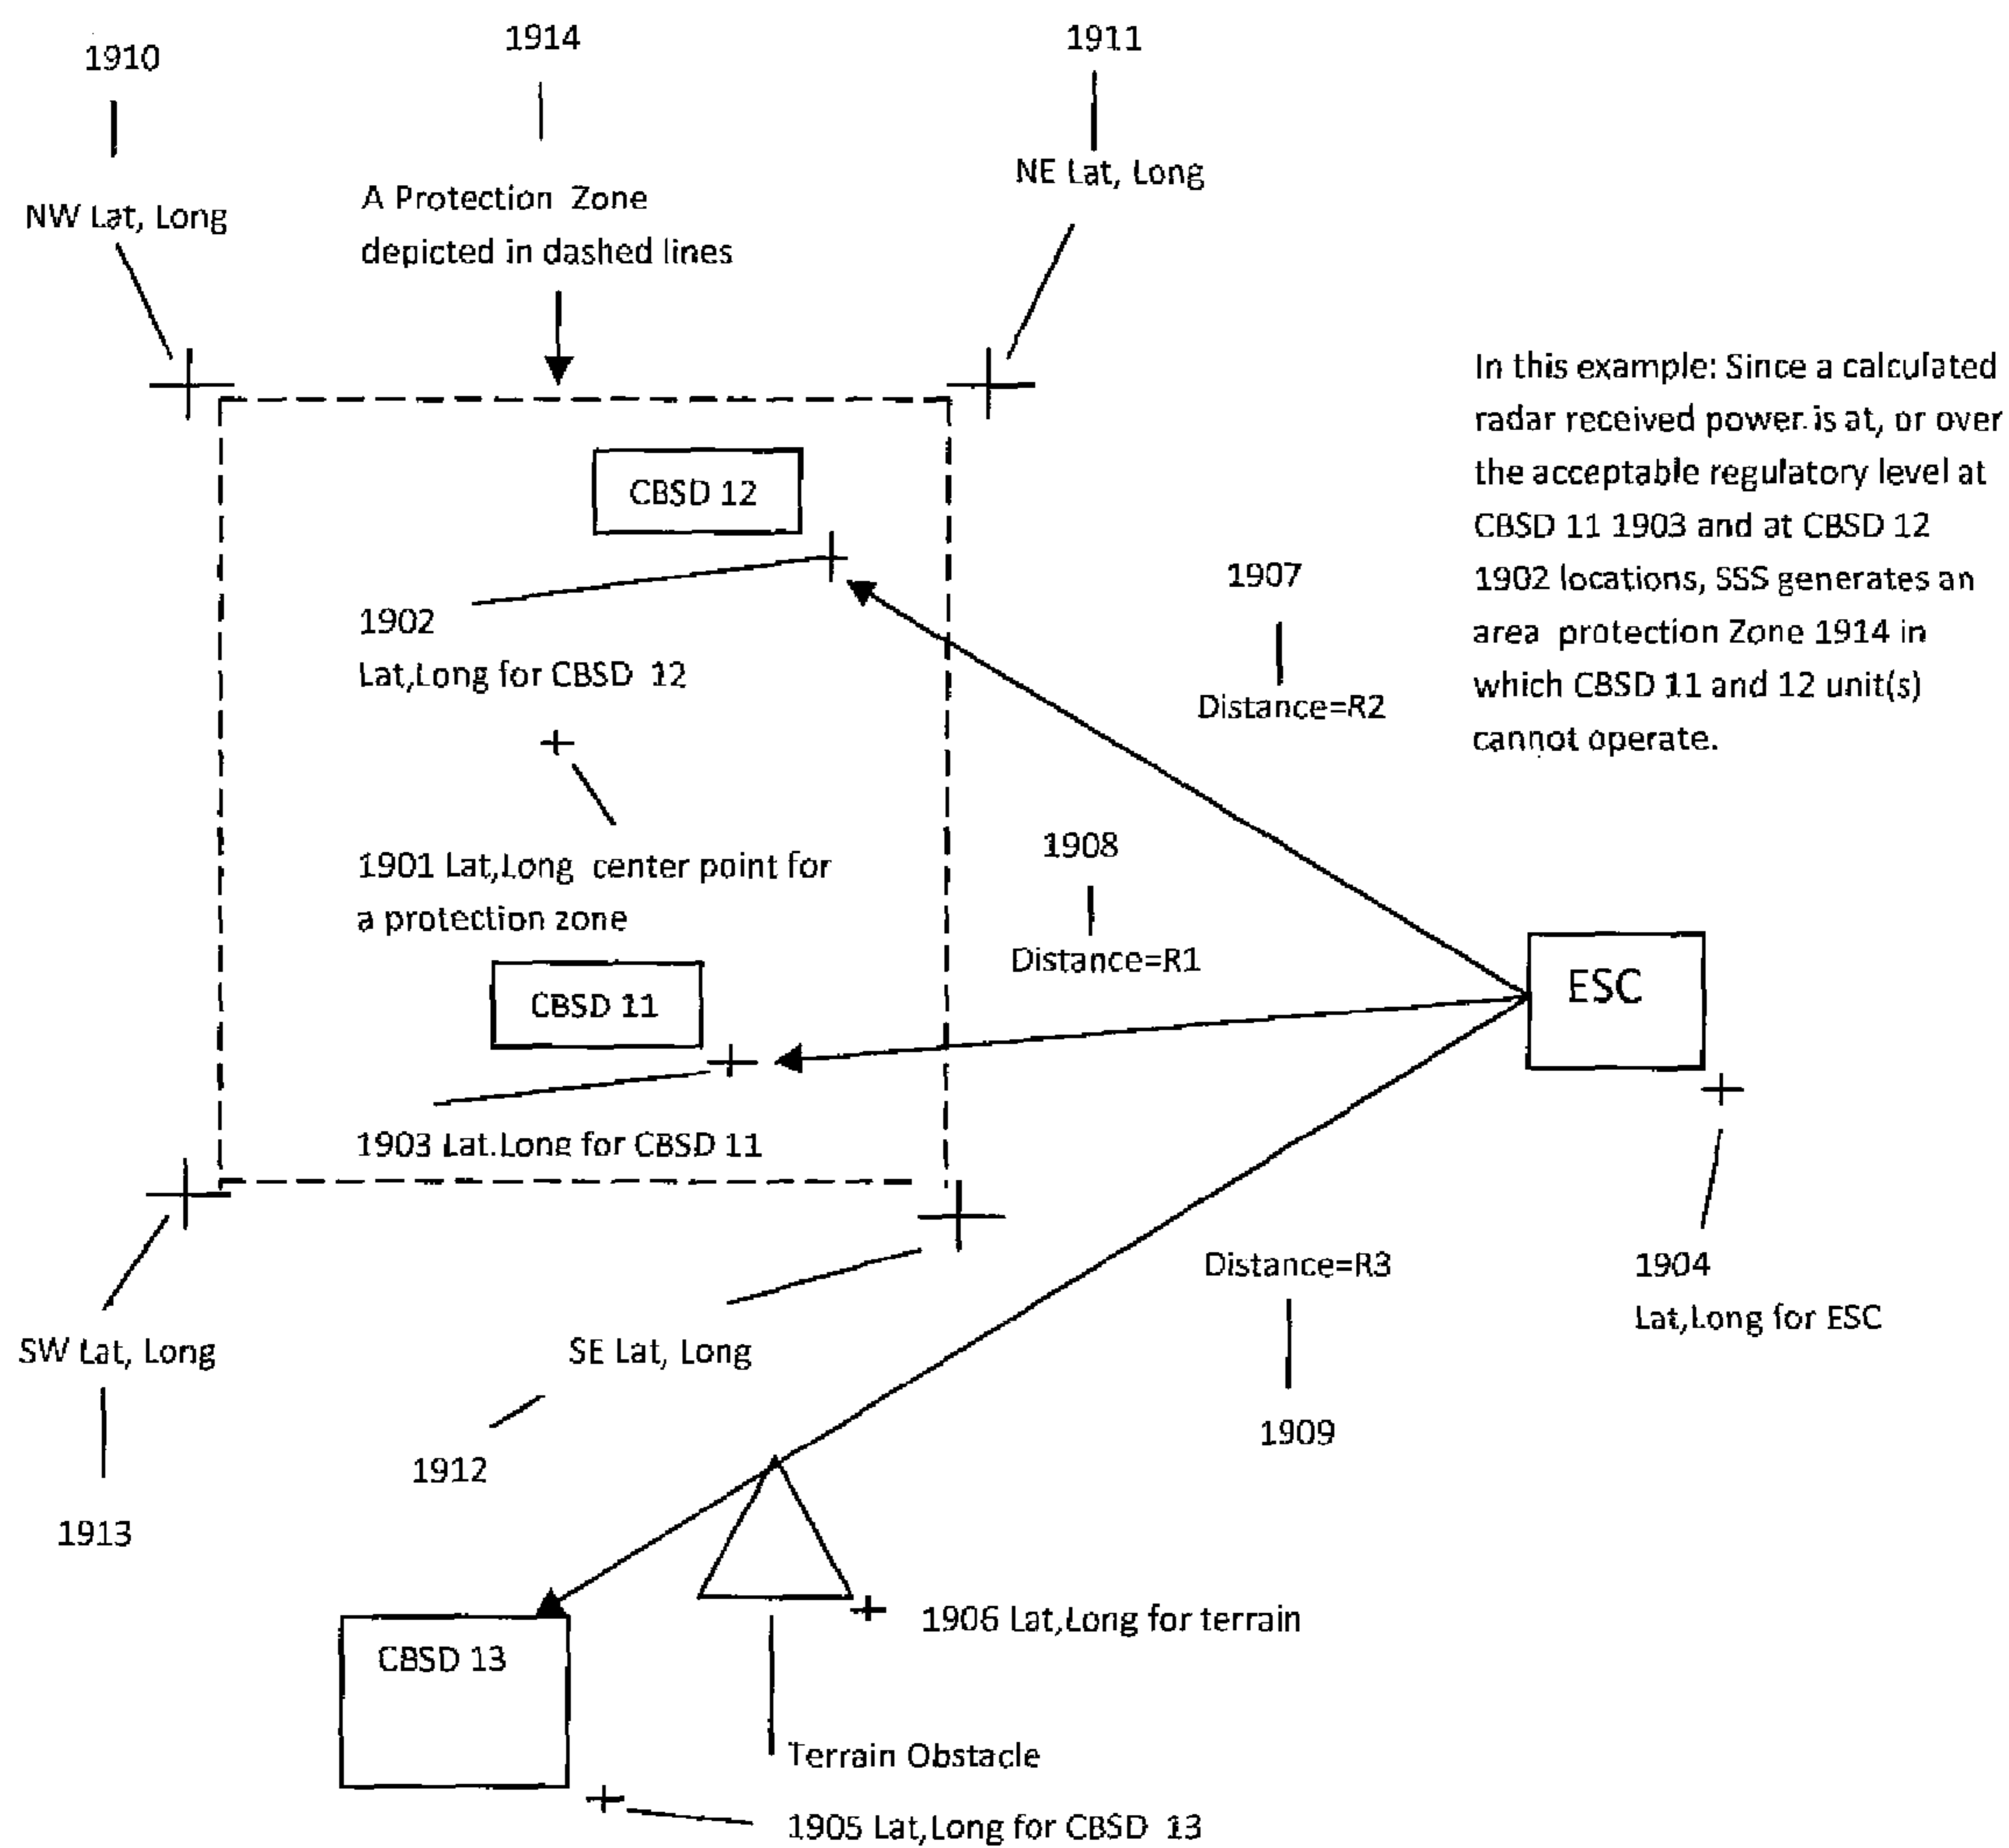 1910
1914
1911
NW Lat, Long
A Protection Zone
depicted in dashed lines
NE Lat, Long
In this example: Since a calculated
radar received power is at, or over
the acceptable regulatory level at
CBSD 11 1903 and at CBSD 12
1902 locations, SSS generates an
area protection Zone 1914 in
which CBSD 11 and 12 unit(s)
cannot operate.
CBSD 12
1902
Lat,Long for CBSD 12
1907
Distance=R2
1901 Lat,Long center point for
a protection zone
1908
Distance=R1
CBSD 11
ESC
1903 Lat.Long for CBSD 11
SW Lat, Long
1913
SE Lat, Long
1912
Distance=R3
1909
1904
Lat,Long for ESC
1906 Lat,Long for terrain
CBSD 13
Terrain Obstacle
1905 Lat,Long for CBSD 13